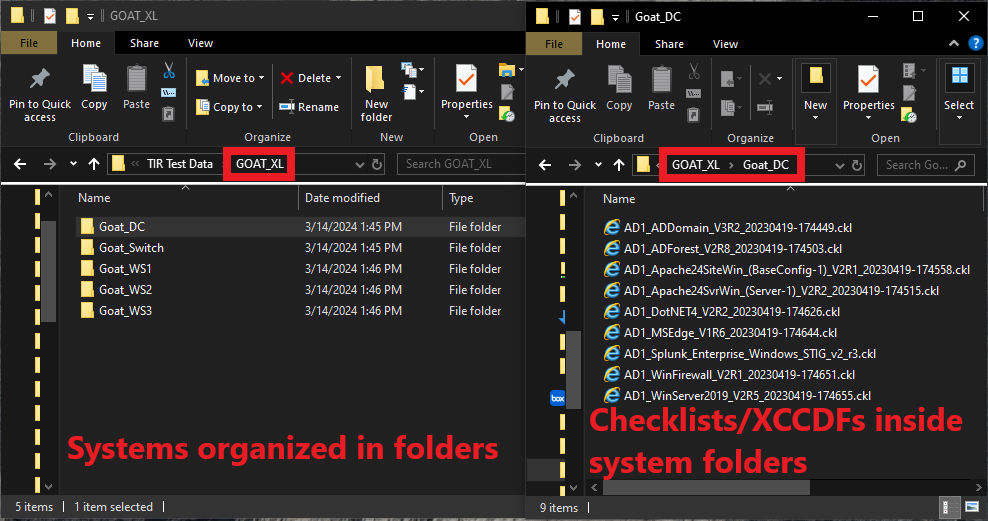 GOAT_XL
File Home Share View
Pin to Quick access
Copy
Paste
Clipboard
Move to
Copy to
Delete
Rename
Organize
New folder
New
Properties
Open
TIR Test Data GOAT_XL
Search GOAT_XL
Name Date modified Type
Goat_DC 3/14/2024 1:45 PM File folder
Goat_Switch 3/14/2024 1:45 PM File folder
Goat_WS1 3/14/2024 1:46 PM File folder
Goat_WS2 3/14/2024 1:46 PM File folder
Goat_WS3 3/14/2024 1:46 PM File folder
Systems organized in folders
5 items 1 item selected
Goat_DC
File Home Share View
Pin to Quick access
Copy
Paste
Clipboard
Organize
New
Properties
Open
Select
GOAT_XL Goat_DC
Search Go...
Name
AD1_ADDomain_V3R2_20230419-174449.ckl
AD1_ADForest_V2R8_20230419-174503.ckl
AD1_Apache24SiteWin_(BaseConfig-1)_V2R1_20230419-174558.ckl
AD1_Apache24SvrWin_(Server-1)_V2R2_20230419-174515.ckl
AD1_DotNET4_V2R2_20230419-174626.ckl
AD1_MSEdge_V1R6_20230419-174644.ckl
AD1_Splunk_Enterprise_Windows_STIG_v2_r3.ckl
AD1_WinFirewall_V2R1_20230419-174651.ckl
AD1_WinServer2019_V2R5_20230419-174655.ckl
box
Checklists/XCCDFs inside
system folders
9 items